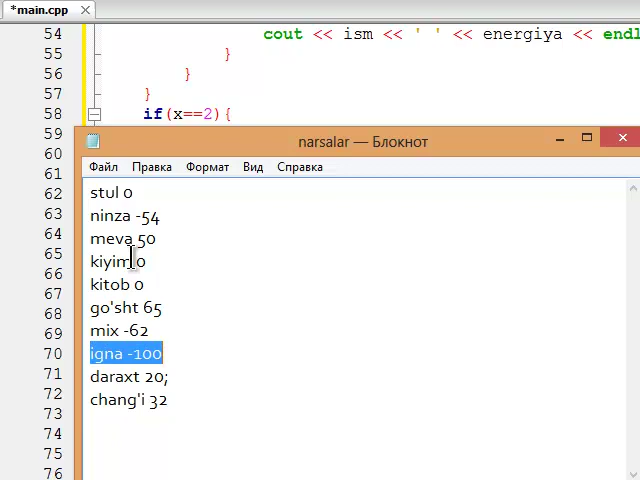 *main.cpp
54 cout << ism << ' ' << energiya << endl
55 }
56 }
57 }
58 if(x==2){
59
narsalar — Блокнот
60
Файл Правка Формат Вид Справка
61
62 stul 0
63 ninza -54
64 meva 50
65 kiyim 0
66 kitob 0
67 go'sht 65
68 mix -62
69
70 igna -100
71 daraxt 20;
72 chang'i 32
73
74
75
76